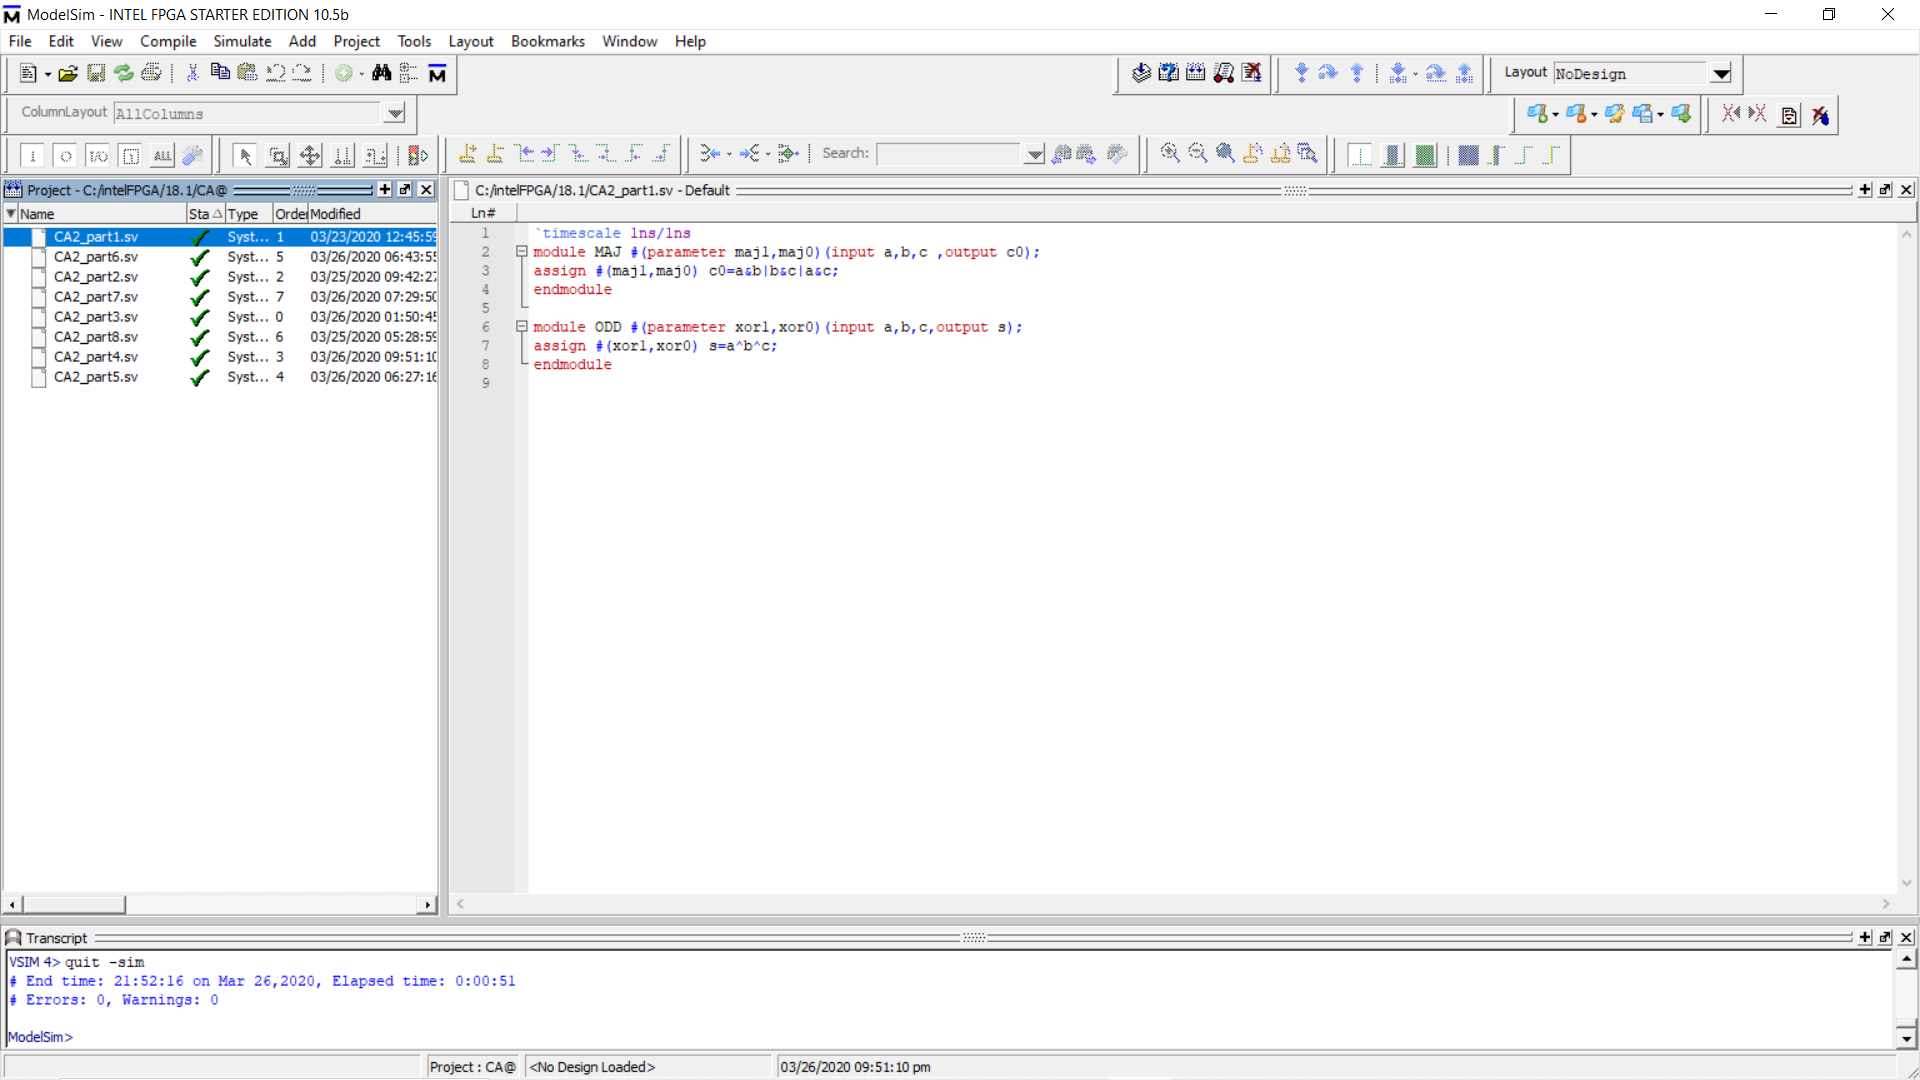 ModelSim - INTEL FPGA STARTER EDITION 10.5b
File Edit View Compile Simulate Add Project Tools Layout Bookmarks Window Help
Layout NoDesign
ColumnLayout AllColumns
Search:
Project - C:/intelFPGA/18.1/CA@
Name Sta Type Order Modified
CA2_part1.sv Syst... 1 03/23/2020 12:45:59
CA2_part6.sv Syst... 5 03/26/2020 06:43:55
CA2_part2.sv Syst... 2 03/25/2020 09:42:27
CA2_part7.sv Syst... 7 03/26/2020 07:29:50
CA2_part3.sv Syst... 0 03/26/2020 01:50:45
CA2_part8.sv Syst... 6 03/25/2020 05:28:59
CA2_part4.sv Syst... 3 03/26/2020 09:51:10
CA2_part5.sv Syst... 4 03/26/2020 06:27:16
C:/intelFPGA/18.1/CA2_part1.sv - Default
Ln#
1 `timescale 1ns/1ns
2 module MAJ #(parameter maj1,maj0)(input a,b,c ,output c0);
3 assign #(maj1,maj0) c0=a&b|b&c|a&c;
4 endmodule
5
6 module ODD #(parameter xor1,xor0)(input a,b,c,output s);
7 assign #(xor1,xor0) s=a^b^c;
8 endmodule
9
Transcript
VSIM 4> quit -sim
# End time: 21:52:16 on Mar 26,2020, Elapsed time: 0:00:51
# Errors: 0, Warnings: 0
ModelSim>
Project : CA@ <No Design Loaded> 03/26/2020 09:51:10 pm